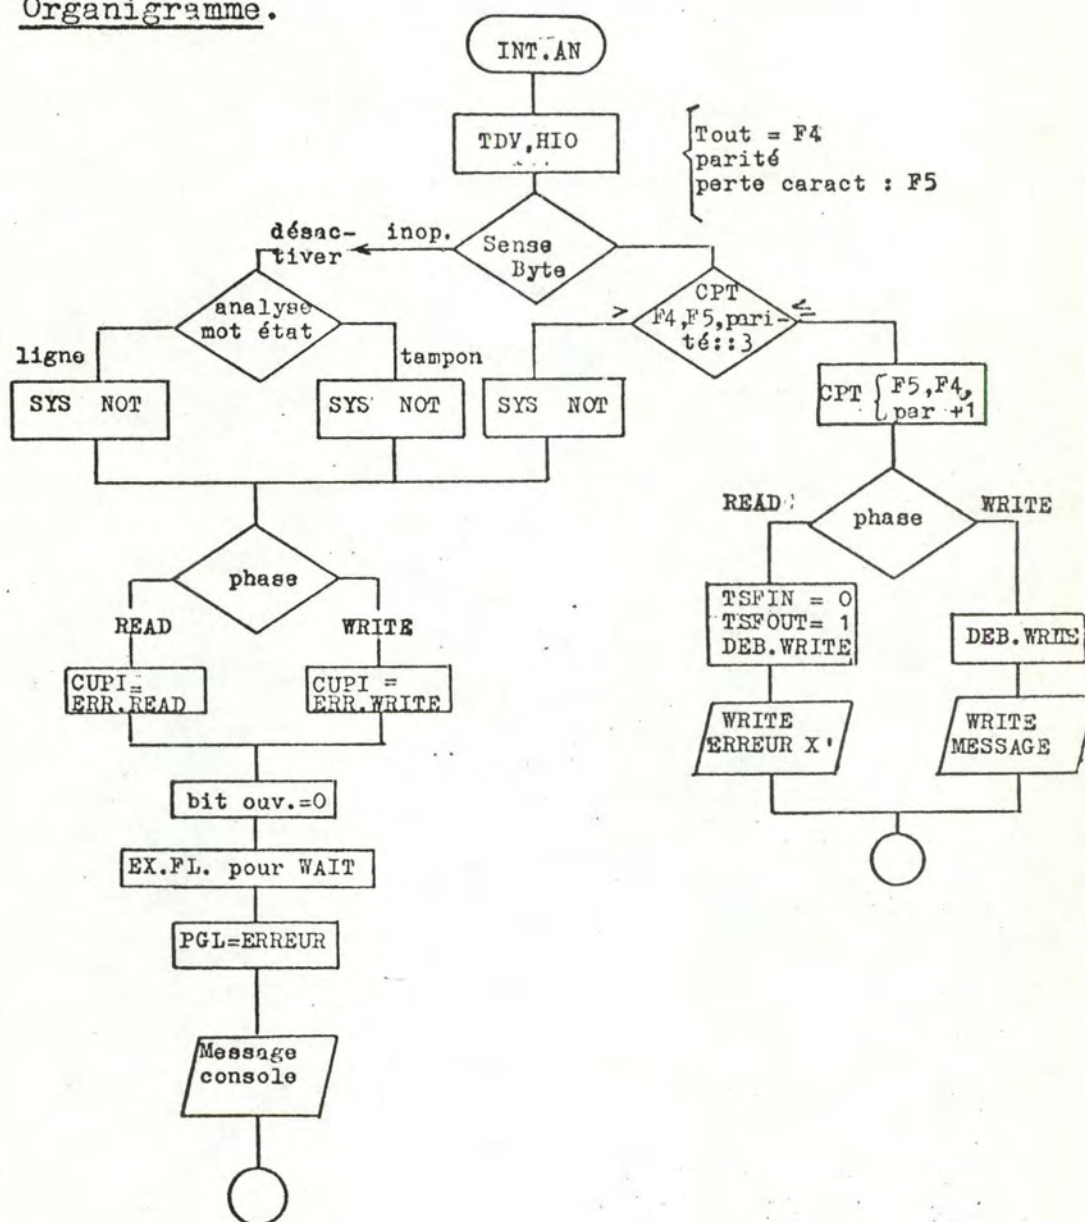 Organigramme.
INT.AN
TDV,HIO
Tout = F4
parité
perte caract : F5
désac-
tiver
inop.
Sense
Byte
analyse
mot état
>
CPT
F4,F5,pari-
té::3
≤
ligne
tampon
SYS NOT
SYS NOT
SYS NOT
CPT { F5,F4,
par +1
READ
phase
WRITE
phase
READ
WRITE
TSFIN = 0
TSFOUT= 1
DEB.WRITE
DEB.WRITE
CUPI=
ERR.READ
CUPI =
ERR.WRITE
WRITE
'ERREUR X'
WRITE
MESSAGE
bit ouv.=0
EX.FL. pour WAIT
PGL=ERREUR
Message
console